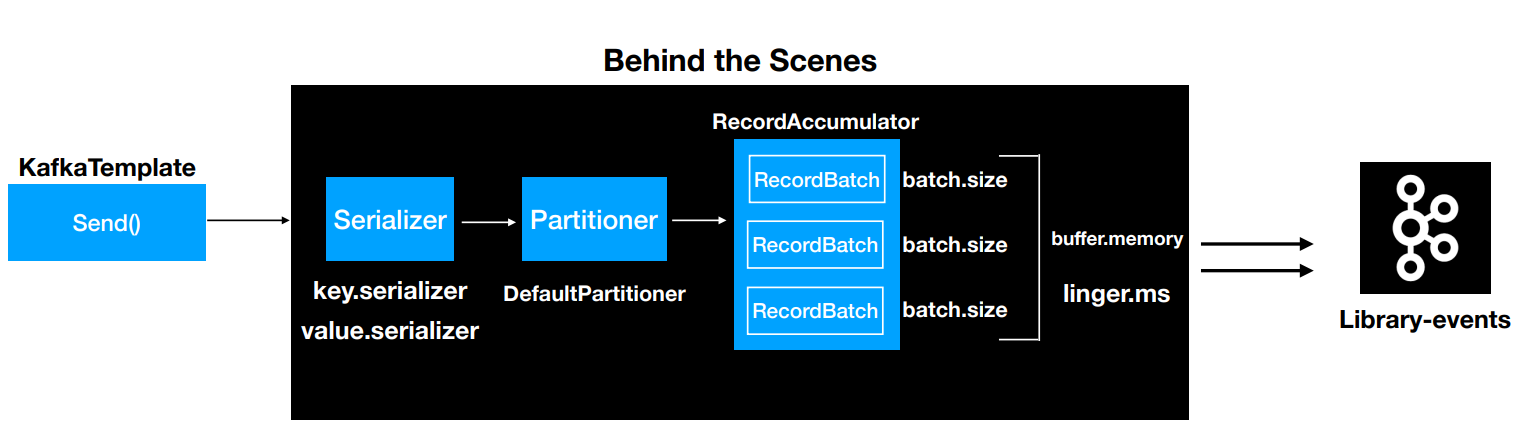 Behind the Scenes
KafkaTemplate
Send()
Serializer
key.serializer
value.serializer
Partitioner
DefaultPartitioner
RecordAccumulator
RecordBatch
batch.size
RecordBatch
batch.size
RecordBatch
batch.size
buffer.memory
linger.ms
Library-events